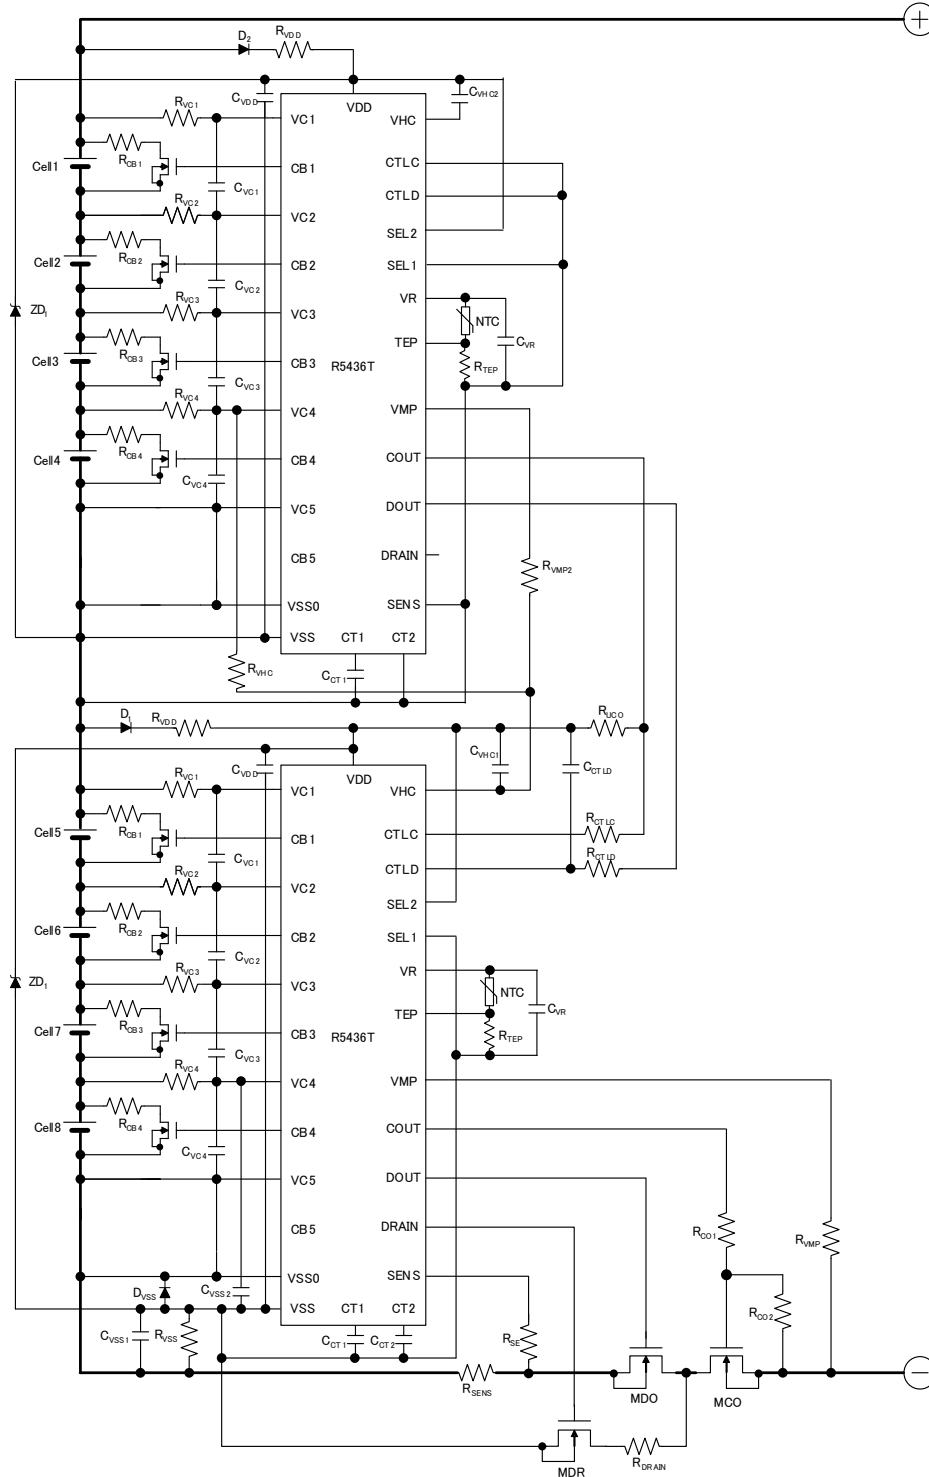 +
D2
RVDD
CVDD
VDD
CVHC2
RVC1
VC1
VHC
Cell1
RCB1
CB1
CTLC
CVC1
CTLD
RVC2
VC2
SEL2
Cell2
RCB2
CB2
SEL1
CVC2
RVC3
VR
ZD1
VC3
NTC
CVR
TEP
Cell3
RCB3
CB3
R5436T
RTEP
CVC3
RVC4
VC4
VMP
Cell4
RCB4
CB4
COUT
CVC4
VC5
DOUT
CB5
DRAIN
RVMP2
VSS0
SENS
VSS
CT1
CT2
RVHC
CCT1
D1
RVDD
RUCO
CVDD
VDD
CVHC1
CCTLD
RVC1
VC1
VHC
Cell5
RCB1
CB1
CTLC
RCTLC
CVC1
RCTLD
CTLD
RVC2
VC2
SEL2
Cell6
RCB2
CB2
SEL1
CVC2
RVC3
VR
ZD1
VC3
NTC
CVR
TEP
Cell7
RCB3
CB3
R5436T
RTEP
CVC3
RVC4
VC4
VMP
Cell8
RCB4
CB4
COUT
CVC4
VC5
DOUT
CB5
DRAIN
RCO1
RVMP
VSS0
SENS
DVSS
CVSS2
RCO2
VSS
CT1
CT2
CVSS1
RVSS
CCT1
CCT2
RSE
RSENS
MDO
MCO
−
MDR
RDRAIN